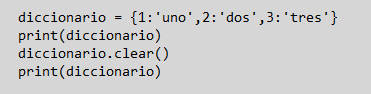 diccionario = {1:'uno',2:'dos',3:'tres'}
print(diccionario)
diccionario.clear()
print(diccionario)